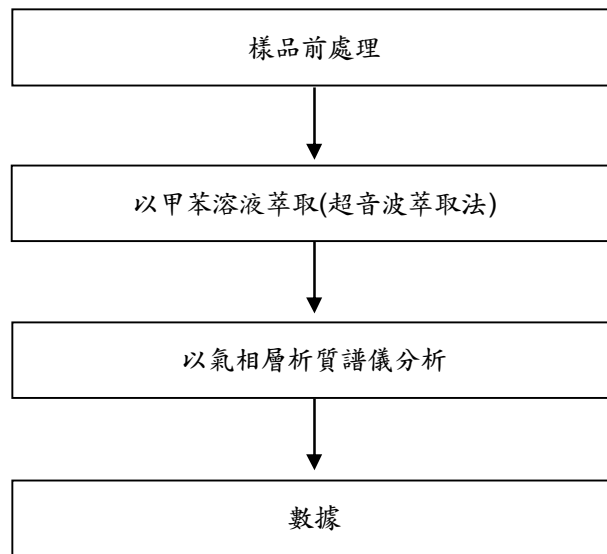 樣品前處理
以甲苯溶液萃取(超音波萃取法)
以氣相層析質譜儀分析
數據